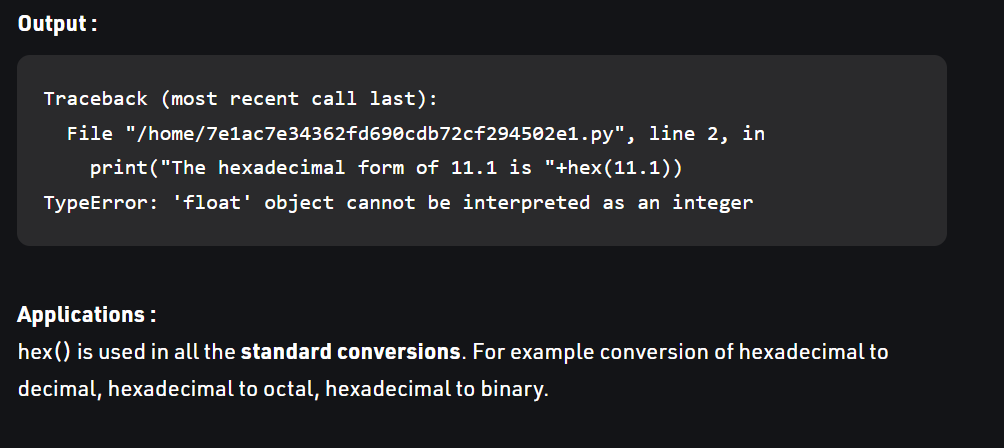 Output :
Traceback (most recent call last):
  File "/home/7e1ac7e34362fd690cdb72cf294502e1.py", line 2, in
    print("The hexadecimal form of 11.1 is "+hex(11.1))
TypeError: 'float' object cannot be interpreted as an integer
Applications :
hex() is used in all the standard conversions. For example conversion of hexadecimal to
decimal, hexadecimal to octal, hexadecimal to binary.